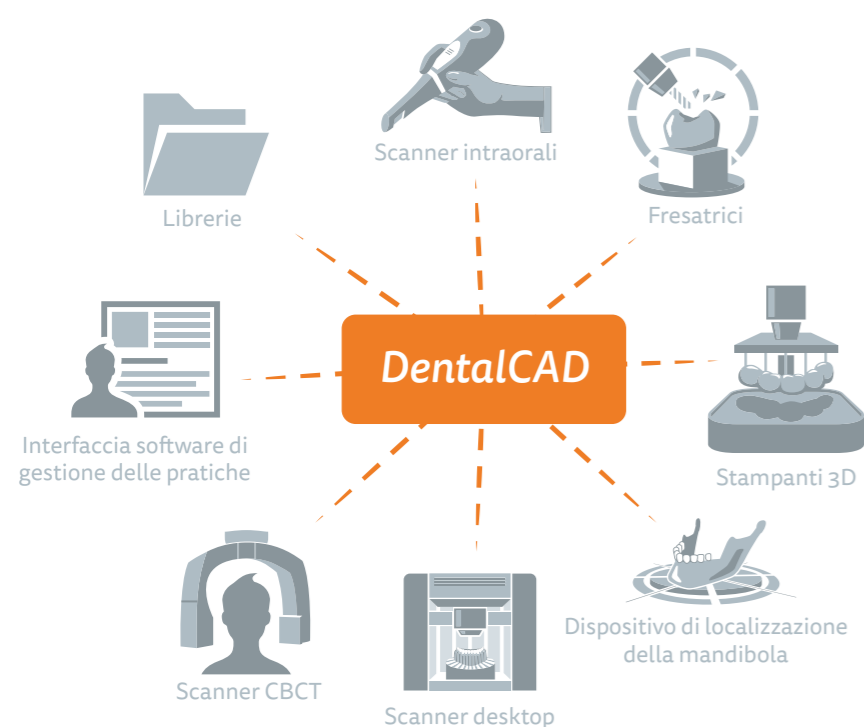 Scanner intraorali
Librerie
Fresatrici
DentalCAD
Interfaccia software di
gestione delle pratiche
Stampanti 3D
Dispositivo di localizzazione
della mandibola
Scanner CBCT
Scanner desktop